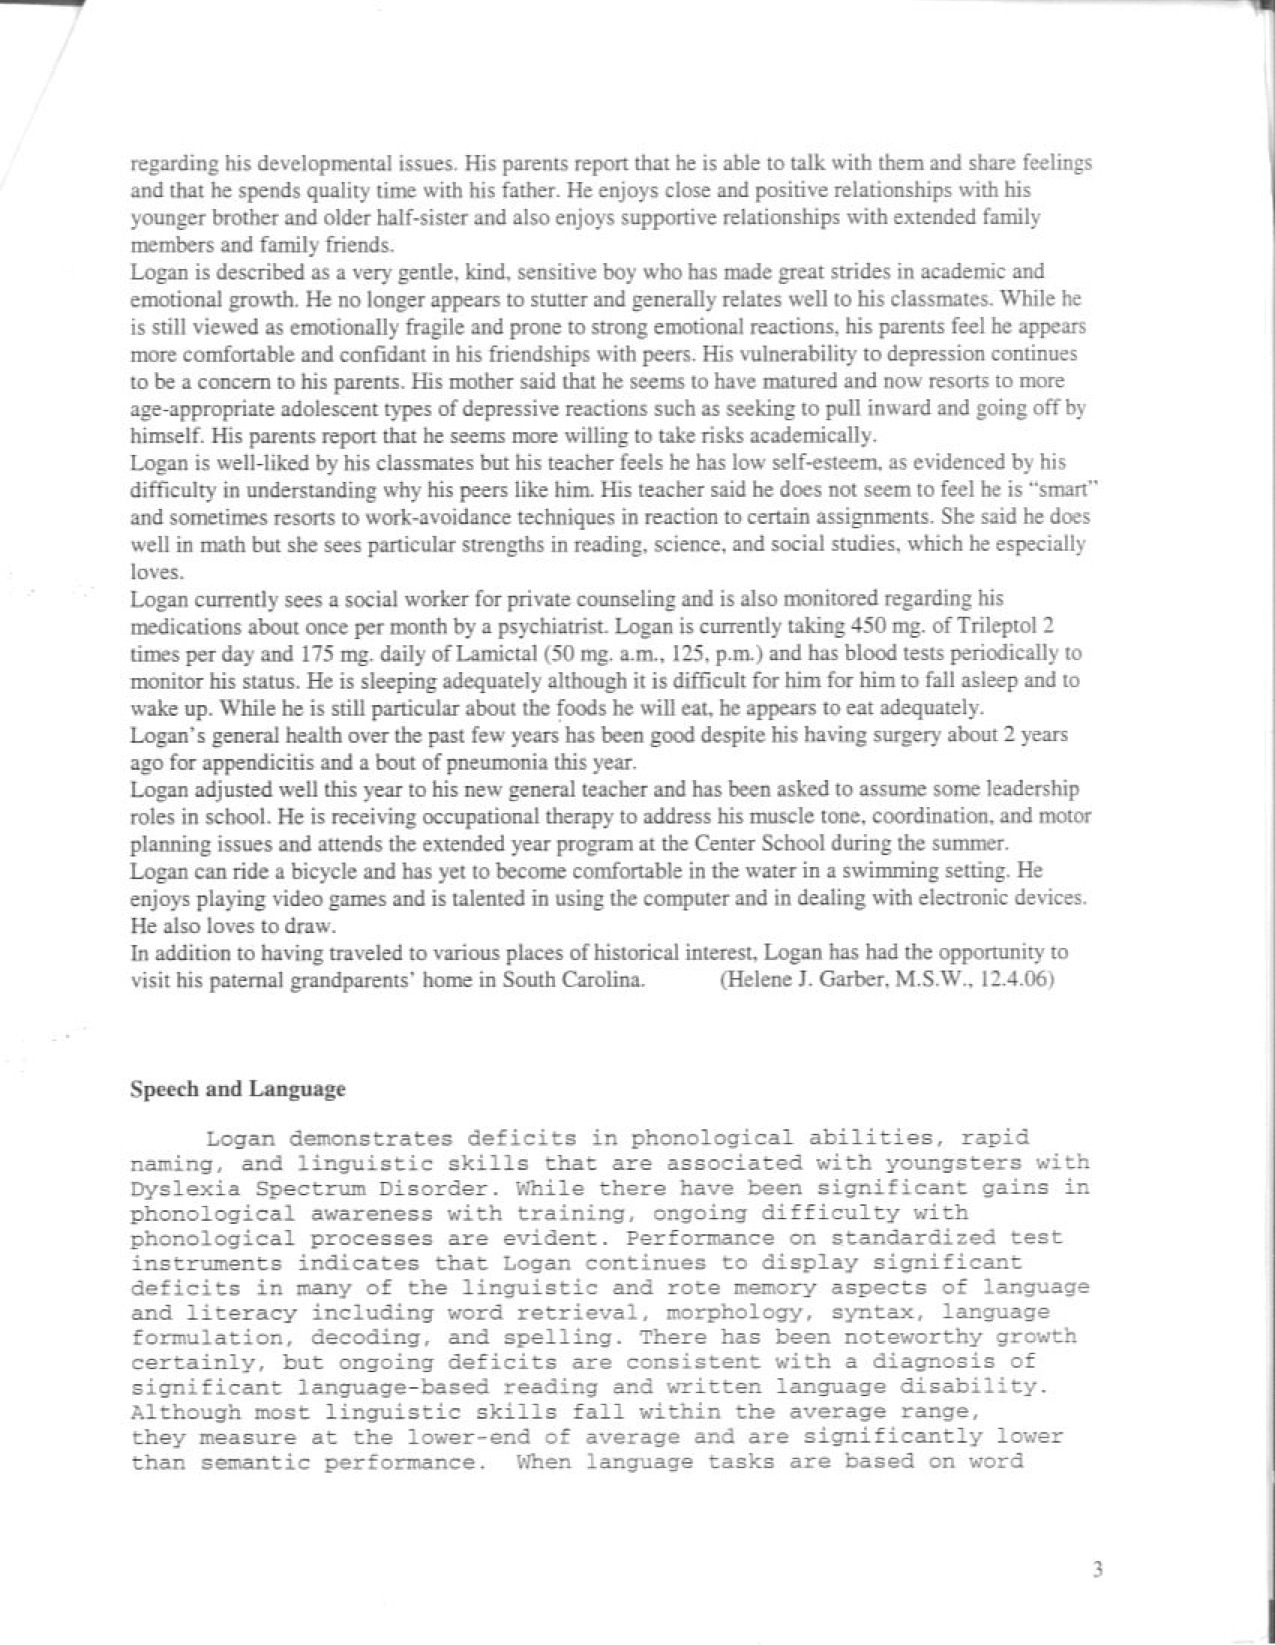 regarding his developmental issues. His parents report that he is able to talk with them and share feelings
and that he spends quality time with his father. He enjoys close and positive relationships with his
younger brother and older half-sister and also enjoys supportive relationships with extended family
members and family friends.
Logan is described as a very gentle, kind, sensitive boy who has made great strides in academic and
emotional growth. He no longer appears to stutter and generally relates well to his classmates. While he
is still viewed as emotionally fragile and prone to strong emotional reactions, his parents feel he appears
more comfortable and confidant in his friendships with peers. His vulnerability to depression continues
to be a concern to his parents. His mother said that he seems to have matured and now resorts to more
age-appropriate adolescent types of depressive reactions such as seeking to pull inward and going off by
himself. His parents report that he seems more willing to take risks academically.
Logan is well-liked by his classmates but his teacher feels he has low self-esteem, as evidenced by his
difficulty in understanding why his peers like him. His teacher said he does not seem to feel he is “smart”
and sometimes resorts to work-avoidance techniques in reaction to certain assignments. She said he does
well in math but she sees particular strengths in reading, science, and social studies, which he especially
loves.
Logan currently sees a social worker for private counseling and is also monitored regarding his
medications about once per month by a psychiatrist. Logan is currently taking 450 mg. of Trileptol 2
times per day and 175 mg. daily of Lamictal (50 mg. a.m., 125, p.m.) and has blood tests periodically to
monitor his status. He is sleeping adequately although it is difficult for him for him to fall asleep and to
wake up. While he is still particular about the foods he will eat, he appears to eat adequately.
Logan’s general health over the past few years has been good despite his having surgery about 2 years
ago for appendicitis and a bout of pneumonia this year.
Logan adjusted well this year to his new general teacher and has been asked to assume some leadership
roles in school. He is receiving occupational therapy to address his muscle tone, coordination, and motor
planning issues and attends the extended year program at the Center School during the summer.
Logan can ride a bicycle and has yet to become comfortable in the water in a swimming setting. He
enjoys playing video games and is talented in using the computer and in dealing with electronic devices.
He also loves to draw.
In addition to having traveled to various places of historical interest, Logan has had the opportunity to
visit his paternal grandparents’ home in South Carolina. (Helene J. Garber, M.S.W., 12.4.06)
Speech and Language
Logan demonstrates deficits in phonological abilities, rapid
naming, and linguistic skills that are associated with youngsters with
Dyslexia Spectrum Disorder. While there have been significant gains in
phonological awareness with training, ongoing difficulty with
phonological processes are evident. Performance on standardized test
instruments indicates that Logan continues to display significant
deficits in many of the linguistic and rote memory aspects of language
and literacy including word retrieval, morphology, syntax, language
formulation, decoding, and spelling. There has been noteworthy growth
certainly, but ongoing deficits are consistent with a diagnosis of
significant language-based reading and written language disability.
Although most linguistic skills fall within the average range,
they measure at the lower-end of average and are significantly lower
than semantic performance. When language tasks are based on word
3